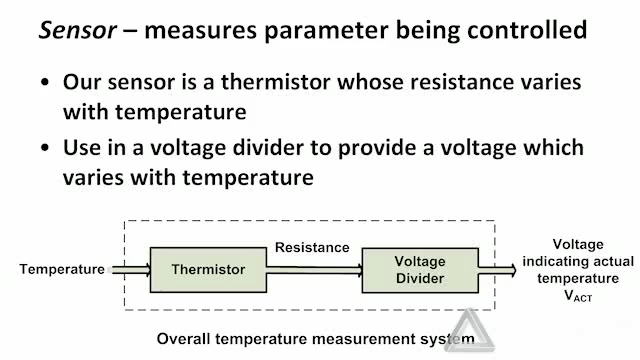 Sensor – measures parameter being controlled
• Our sensor is a thermistor whose resistance varies
with temperature
• Use in a voltage divider to provide a voltage which
varies with temperature
Temperature
Thermistor
Resistance
Voltage
Divider
Voltage
indicating actual
temperature
VACT
Overall temperature measurement system